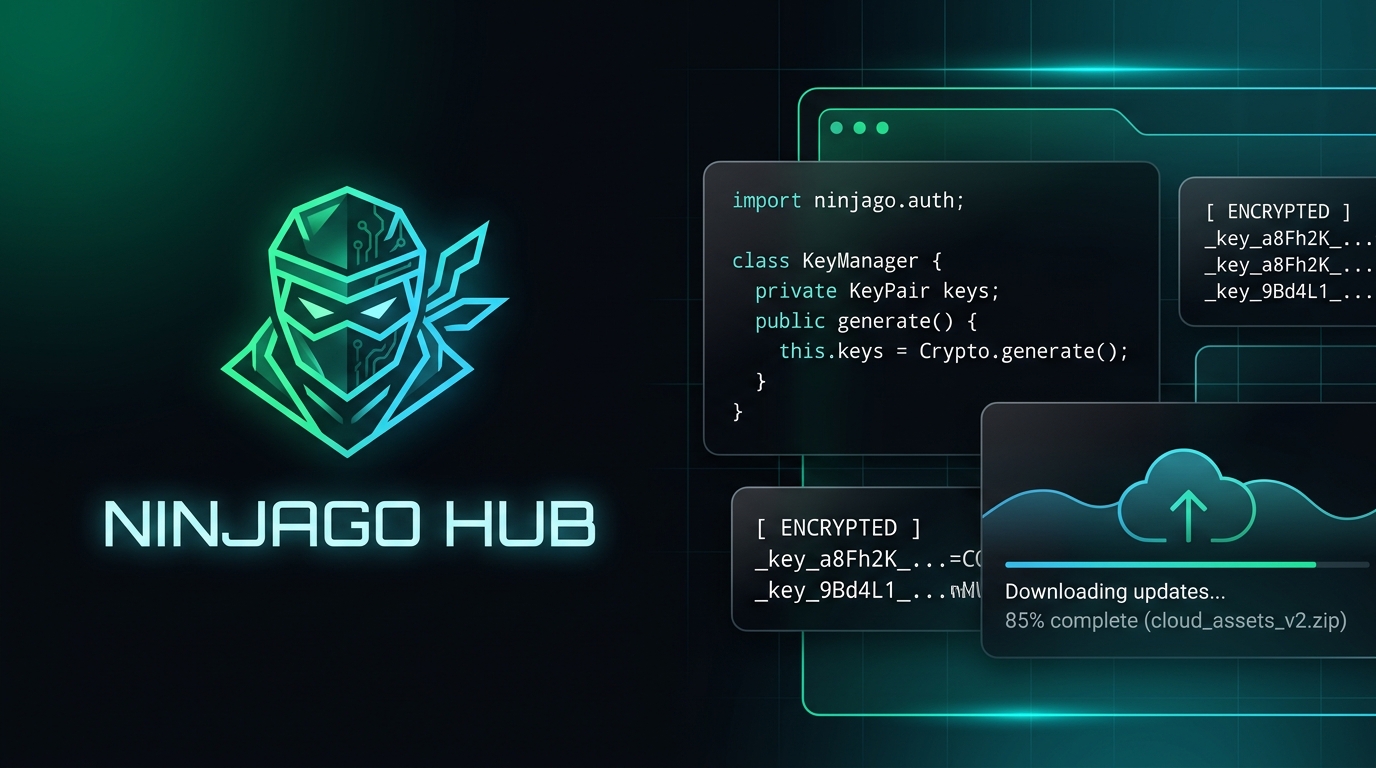 NINJAGO HUB
import ninjago.auth;
class KeyManager {
private KeyPair keys;
public generate() {
this.keys = Crypto.generate();
}
}
[ ENCRYPTED ]
_key_a8Fh2K_...
_key_a8Fh2K_...
_key_9Bd4L1_...
[ ENCRYPTED ]
_key_a8Fh2K_...=C
_key_9Bd4L1_...
Downloading updates...
85% complete (cloud_assets_v2.zip)